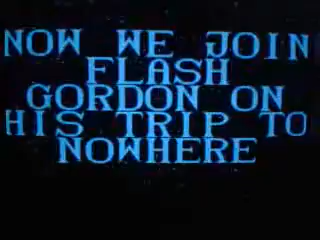 NOW WE JOIN
FLASH
GORDON ON
HIS TRIP TO
NOWHERE